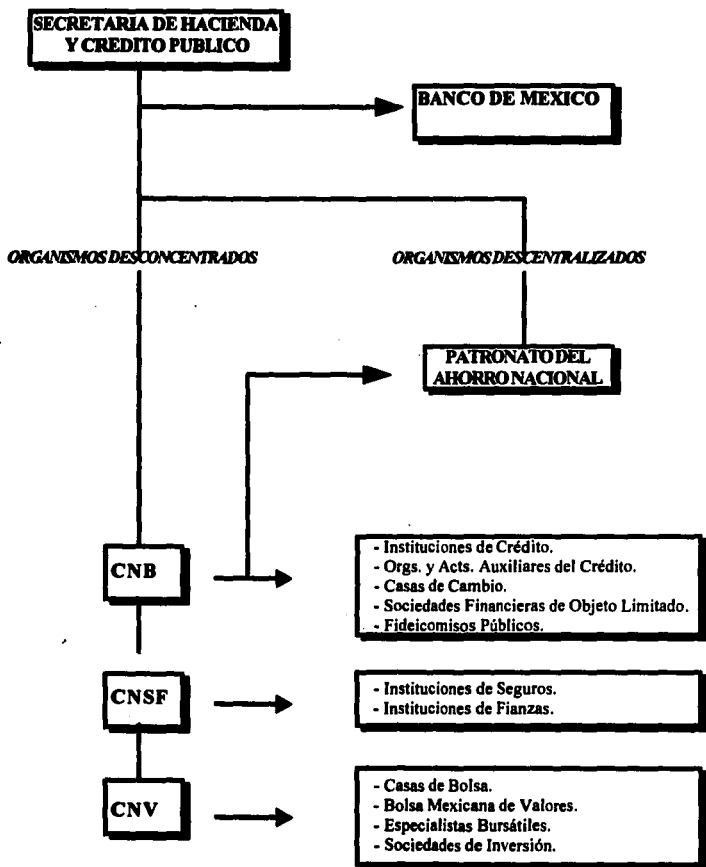 SECRETARIA DE HACIENDA
Y CREDITO PUBLICO
BANCO DE MEXICO
ORGANISMOS DESCONCENTRADOS
ORGANISMOS DESCENTRALIZADOS
PATRONATO DEL
AHORRO NACIONAL
CNB
- Instituciones de Crédito.
- Orgs. y Acts. Auxiliares del Crédito.
- Casas de Cambio.
- Sociedades Financieras de Objeto Limitado.
- Fideicomisos Públicos.
CNSF
- Instituciones de Seguros.
- Instituciones de Fianzas.
CNV
- Casas de Bolsa.
- Bolsa Mexicana de Valores.
- Especialistas Bursátiles.
- Sociedades de Inversión.